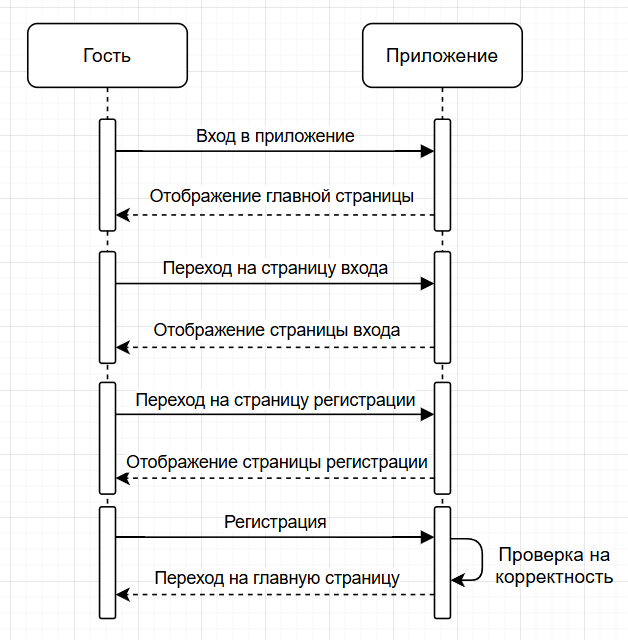 Гость
Приложение
Вход в приложение
Отображение главной страницы
Переход на страницу входа
Отображение страницы входа
Переход на страницу регистрации
Отображение страницы регистрации
Регистрация
Проверка на
корректность
Переход на главную страницу